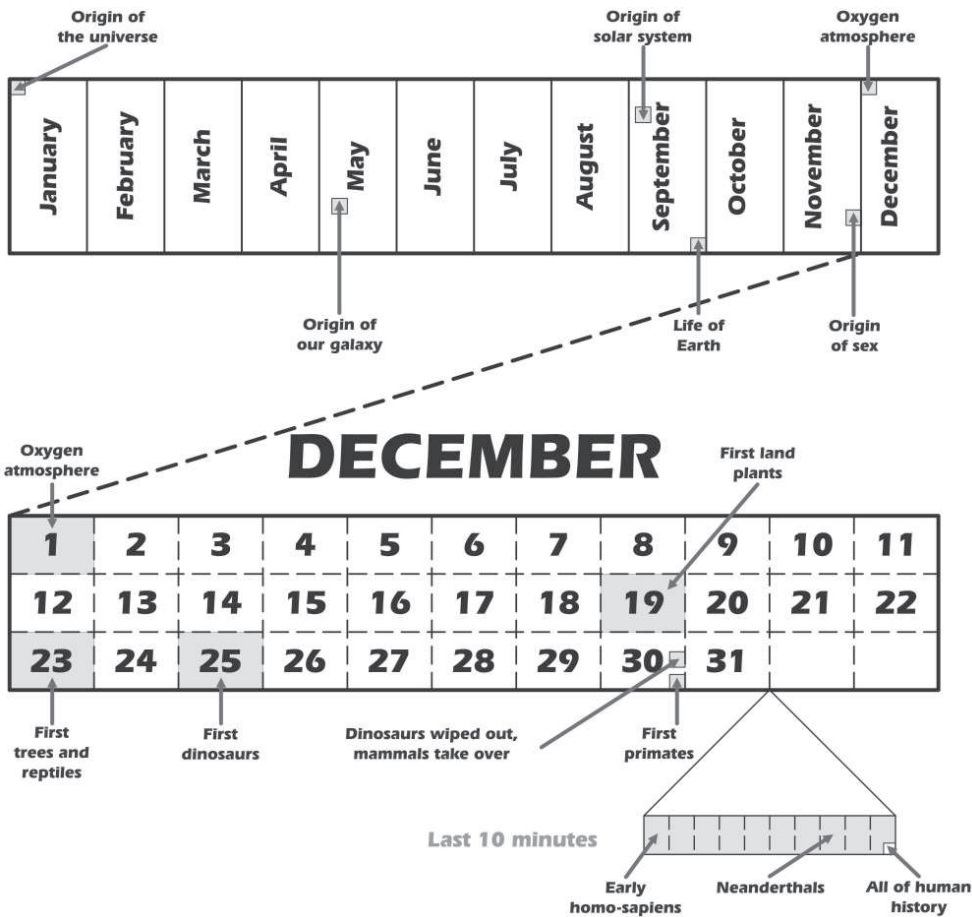 Origin of
the universe
Origin of
solar system
Oxygen
atmosphere
January
February
March
April
May
June
July
August
September
October
November
December
Origin of
our galaxy
Life of
Earth
Origin
of sex
DECEMBER
Oxygen
atmosphere
First land
plants
1 2 3 4 5 6 7 8 9 10 11
12 13 14 15 16 17 18 19 20 21 22
23 24 25 26 27 28 29 30 31
First
trees and
reptiles
First
dinosaurs
Dinosaurs wiped out,
mammals take over
First
primates
Last 10 minutes
Early
homo-sapiens
Neanderthals
All of human
history